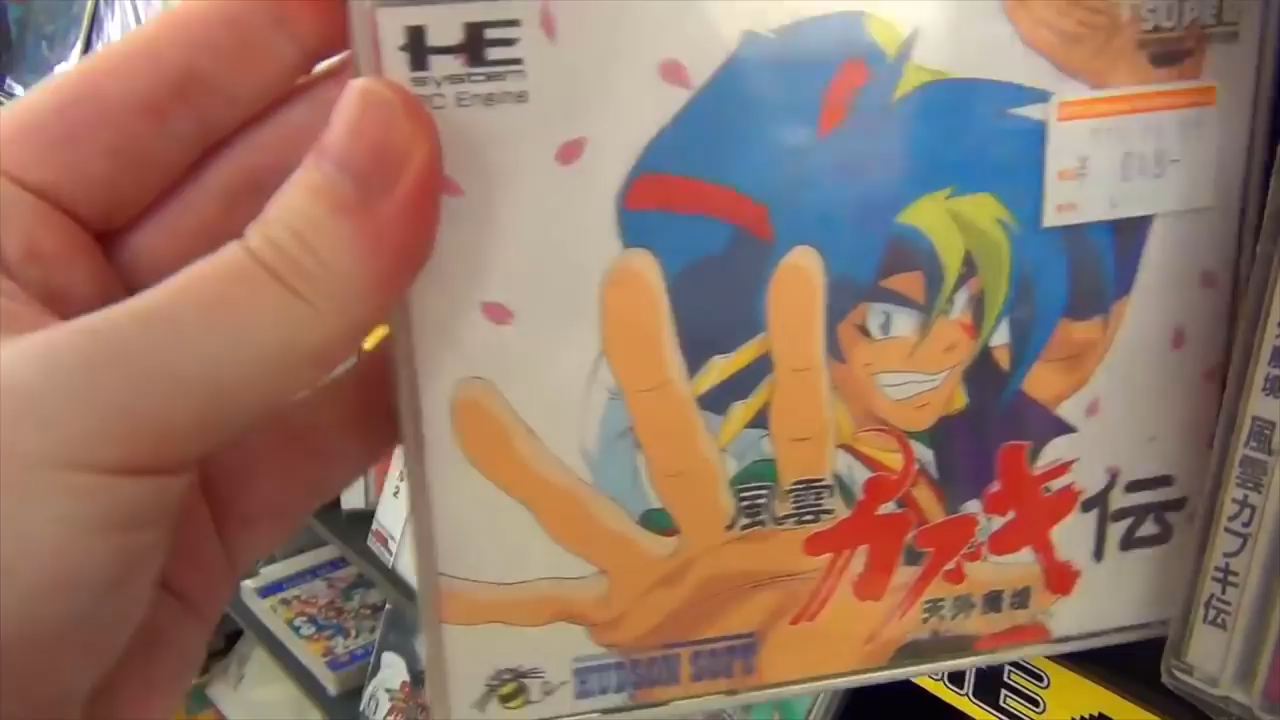 HE
system
PC Engine
SUPE
風雲
カブキ
伝
天外魔境
HUDSON SOFT
風雲カブキ伝